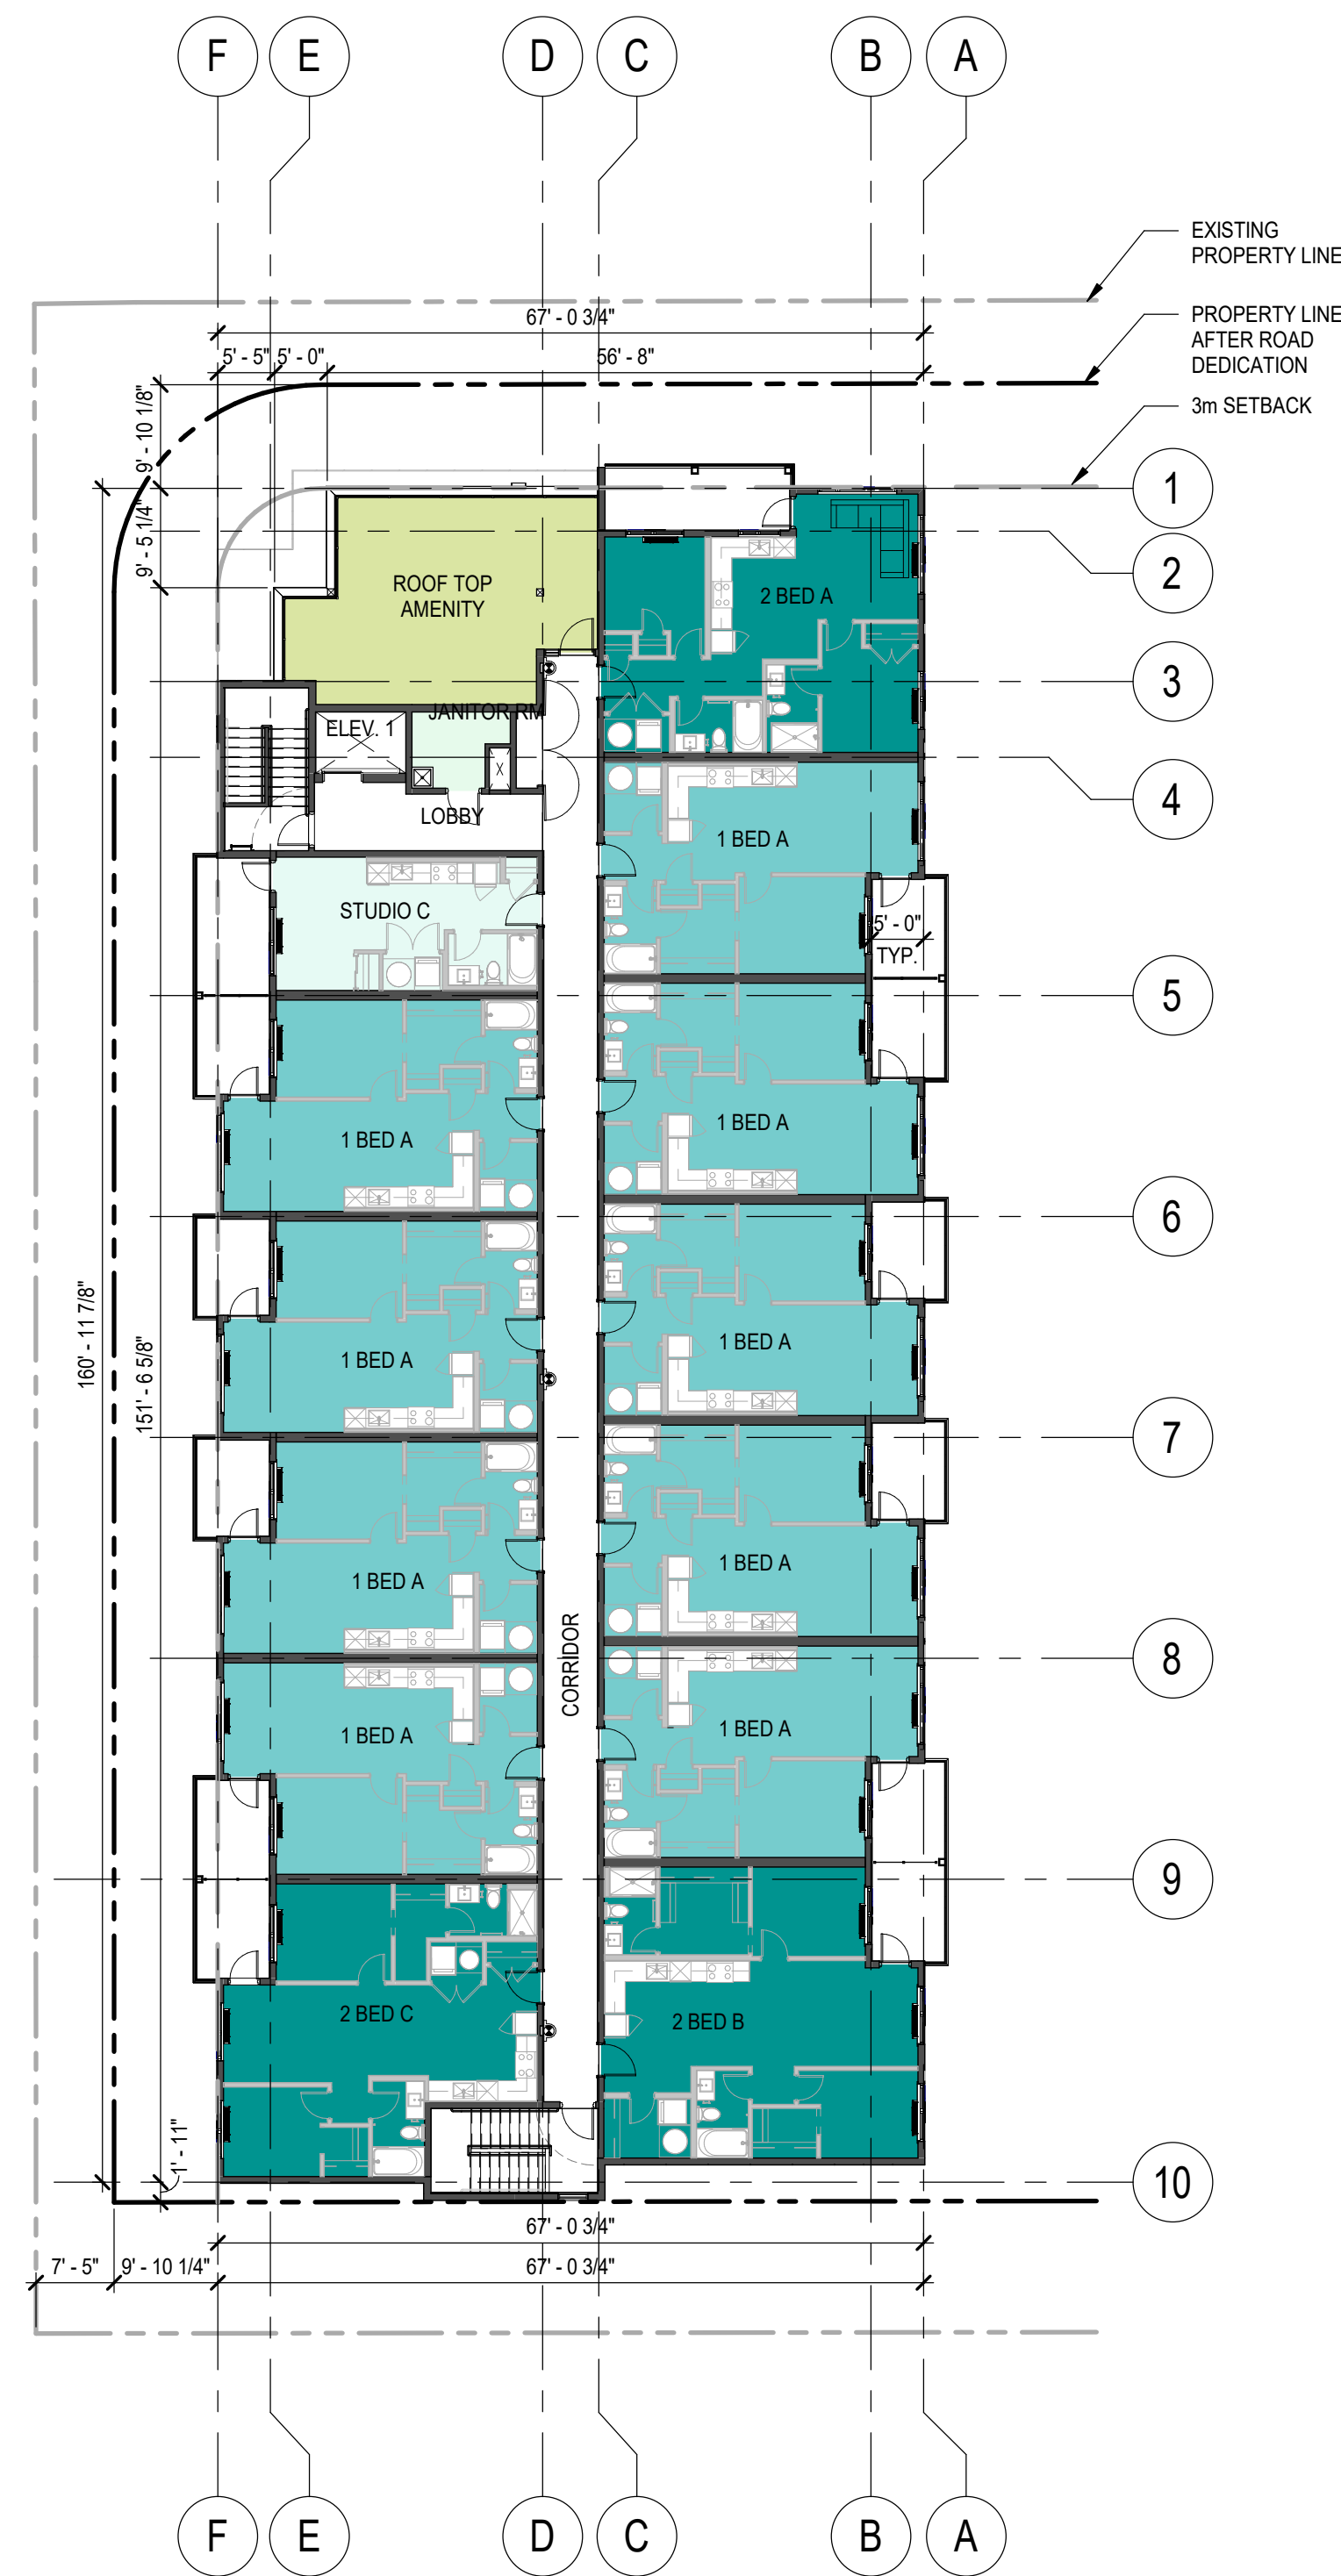 F E D C B A
EXISTING
PROPERTY LINE
67' - 0 3/4"
PROPERTY LINE
AFTER ROAD
DEDICATION
5' - 5" 5' - 0" 56' - 8"
9' - 10 1/8"
3m SETBACK
1
9' - 5 1/4"
2
ROOF TOP
AMENITY
2 BED A
3
JANITOR RM
ELEV. 1
4
LOBBY
1 BED A
STUDIO C
5' - 0"
TYP.
5
1 BED A
1 BED A
6
1 BED A
1 BED A
160' - 11 7/8"
151' - 6 5/8"
7
1 BED A
1 BED A
8
CORRIDOR
1 BED A
1 BED A
9
2 BED C
2 BED B
1' - 11"
10
67' - 0 3/4"
7' - 5" 9' - 10 1/4" 67' - 0 3/4"
F E D C B A